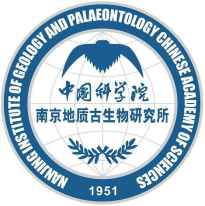 NANJING INSTITUTE OF GEOLOGY AND PALAEONTOLOGY CHINESE ACADEMY OF SCIENCES
中国科学院
南京地质古生物研究所
1951